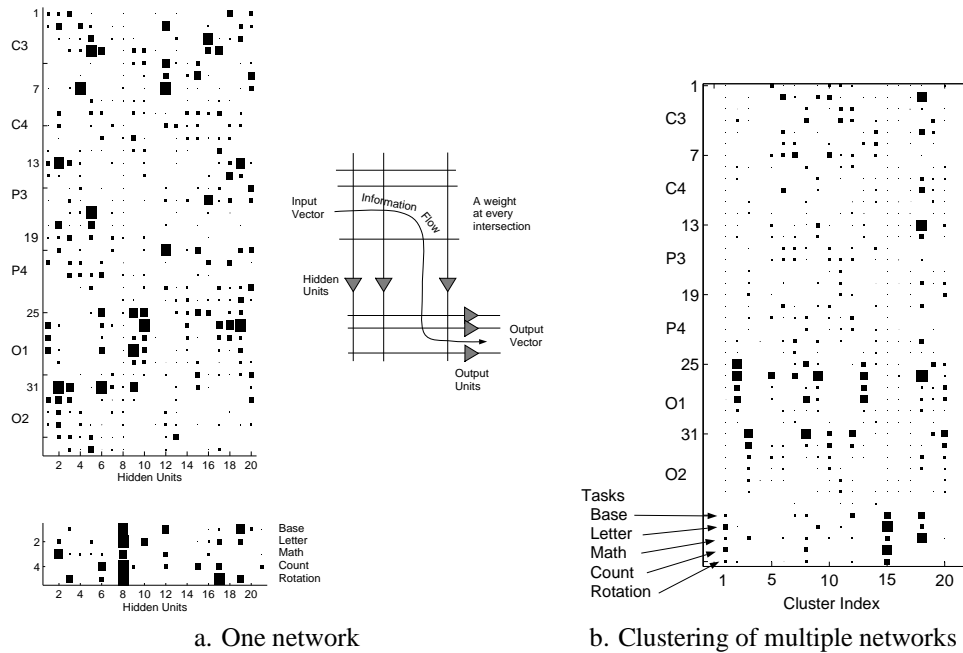 1
C3
7
C4
13
P3
19
P4
25
O1
31
O2
2 4 6 8 10 12 14 16 18 20
Hidden Units
Base
2 Letter
Math
4 Count
Rotation
2 4 6 8 10 12 14 16 18 20
Hidden Units
Input
Vector
Information
Flow
A weight
at every
intersection
Hidden
Units
Output
Vector
Output
Units
1
C3
7
C4
13
P3
19
P4
25
O1
31
O2
Tasks
Base
Letter
Math
Count
Rotation
1 5 10 15 20
Cluster Index
a. One network
b. Clustering of multiple networks